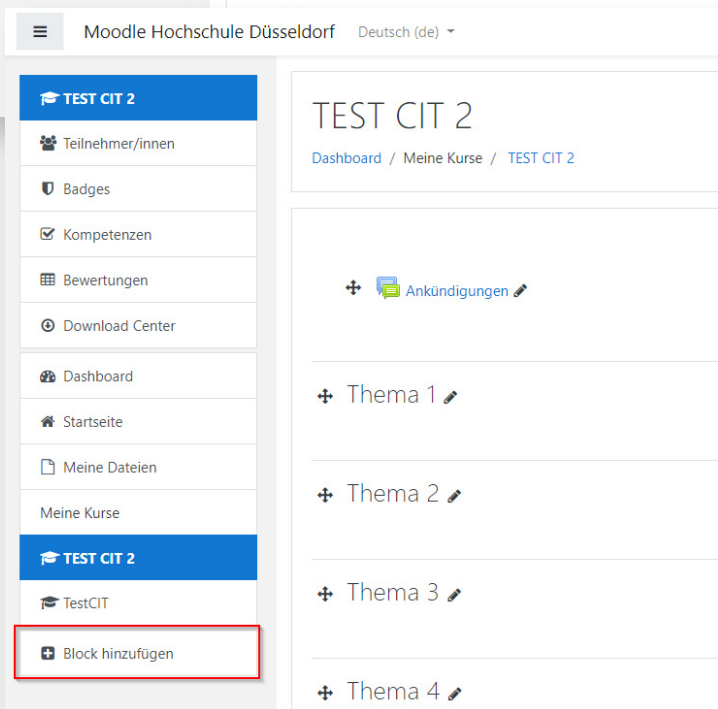 Moodle Hochschule Düsseldorf Deutsch (de)
TEST CIT 2
Teilnehmer/innen
Badges
Kompetenzen
Bewertungen
Download Center
Dashboard
Startseite
Meine Dateien
Meine Kurse
TEST CIT 2
TestCIT
Block hinzufügen
TEST CIT 2
Dashboard / Meine Kurse / TEST CIT 2
Ankündigungen
Thema 1
Thema 2
Thema 3
Thema 4